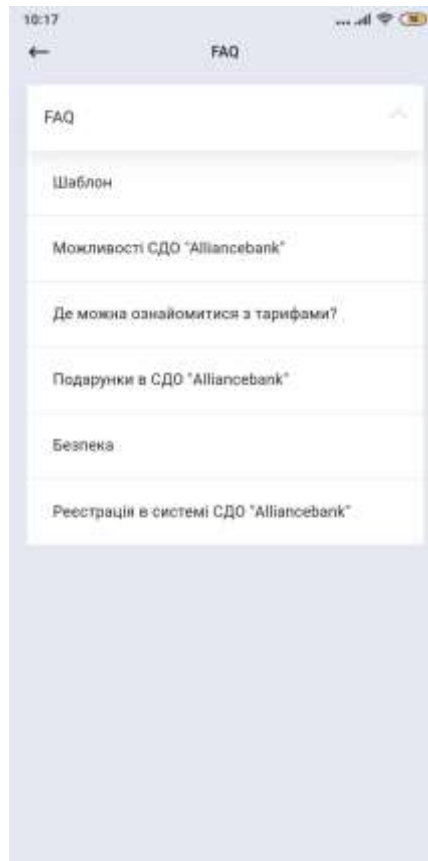 10:17
FAQ
FAQ
Шаблон
Можливості СДО "Alliancebank"
Де можна ознайомитися з тарифами?
Подарунки в СДО "Alliancebank"
Безпека
Реєстрація в системі СДО "Alliancebank"